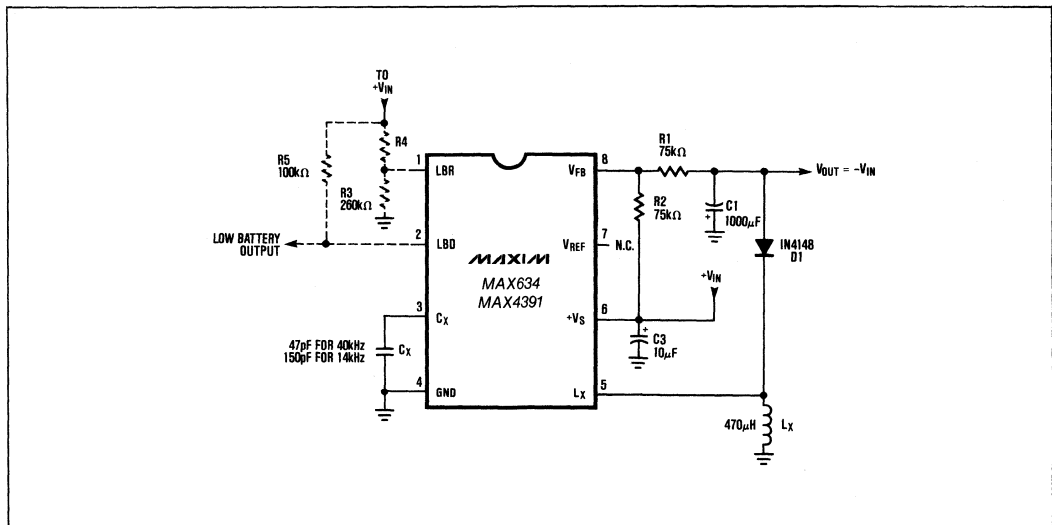 TO
+VIN
R4
R5
100kΩ
R3
260kΩ
LOW BATTERY
OUTPUT
47pF FOR 40kHz
150pF FOR 14kHz
CX
1
LBR
2
LBD
3
CX
4
GND
MAXIM
MAX634
MAX4391
8
VFB
7
VREF
N.C.
6
+VS
5
LX
R1
75kΩ
R2
75kΩ
C1
+
1000µF
VOUT = -VIN
IN4148
D1
+VIN
+
C3
10µF
470µH
LX